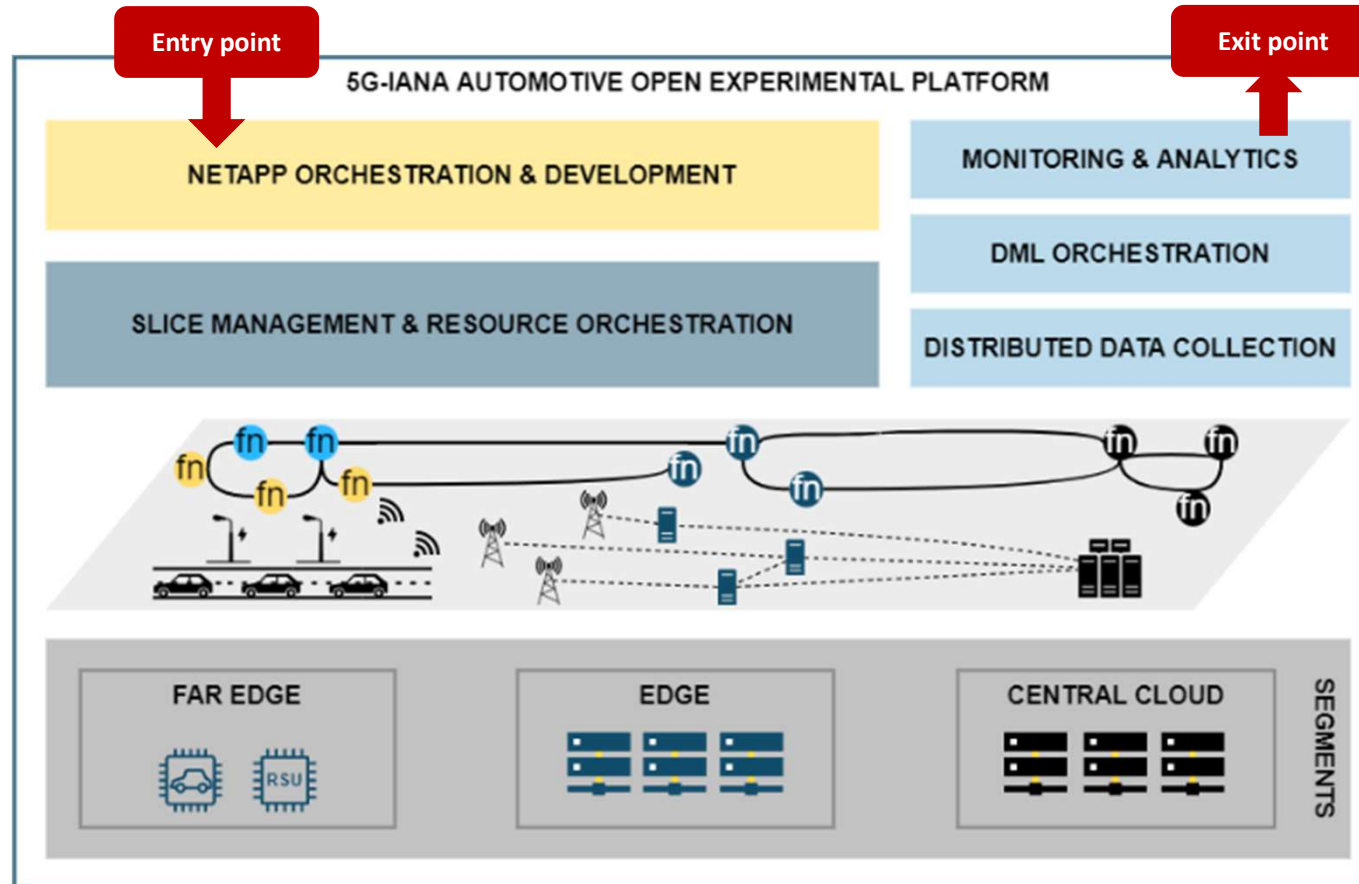 Entry point
Exit point
5G-IANA AUTOMOTIVE OPEN EXPERIMENTAL PLATFORM
NETAPP ORCHESTRATION & DEVELOPMENT
MONITORING & ANALYTICS
DML ORCHESTRATION
SLICE MANAGEMENT & RESOURCE ORCHESTRATION
DISTRIBUTED DATA COLLECTION
fn fn fn fn fn
fn fn fn fn fn fn
FAR EDGE
EDGE
CENTRAL CLOUD
SEGMENTS
RSU